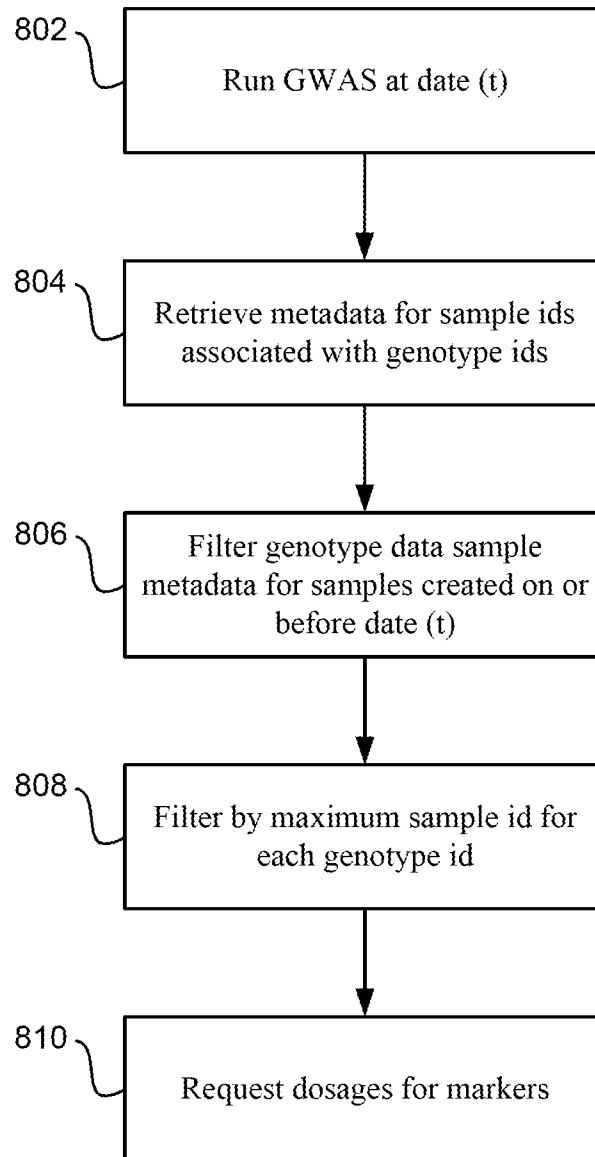 802
Run GWAS at date (t)
804
Retrieve metadata for sample ids
associated with genotype ids
806
Filter genotype data sample
metadata for samples created on or
before date (t)
808
Filter by maximum sample id for
each genotype id
810
Request dosages for markers